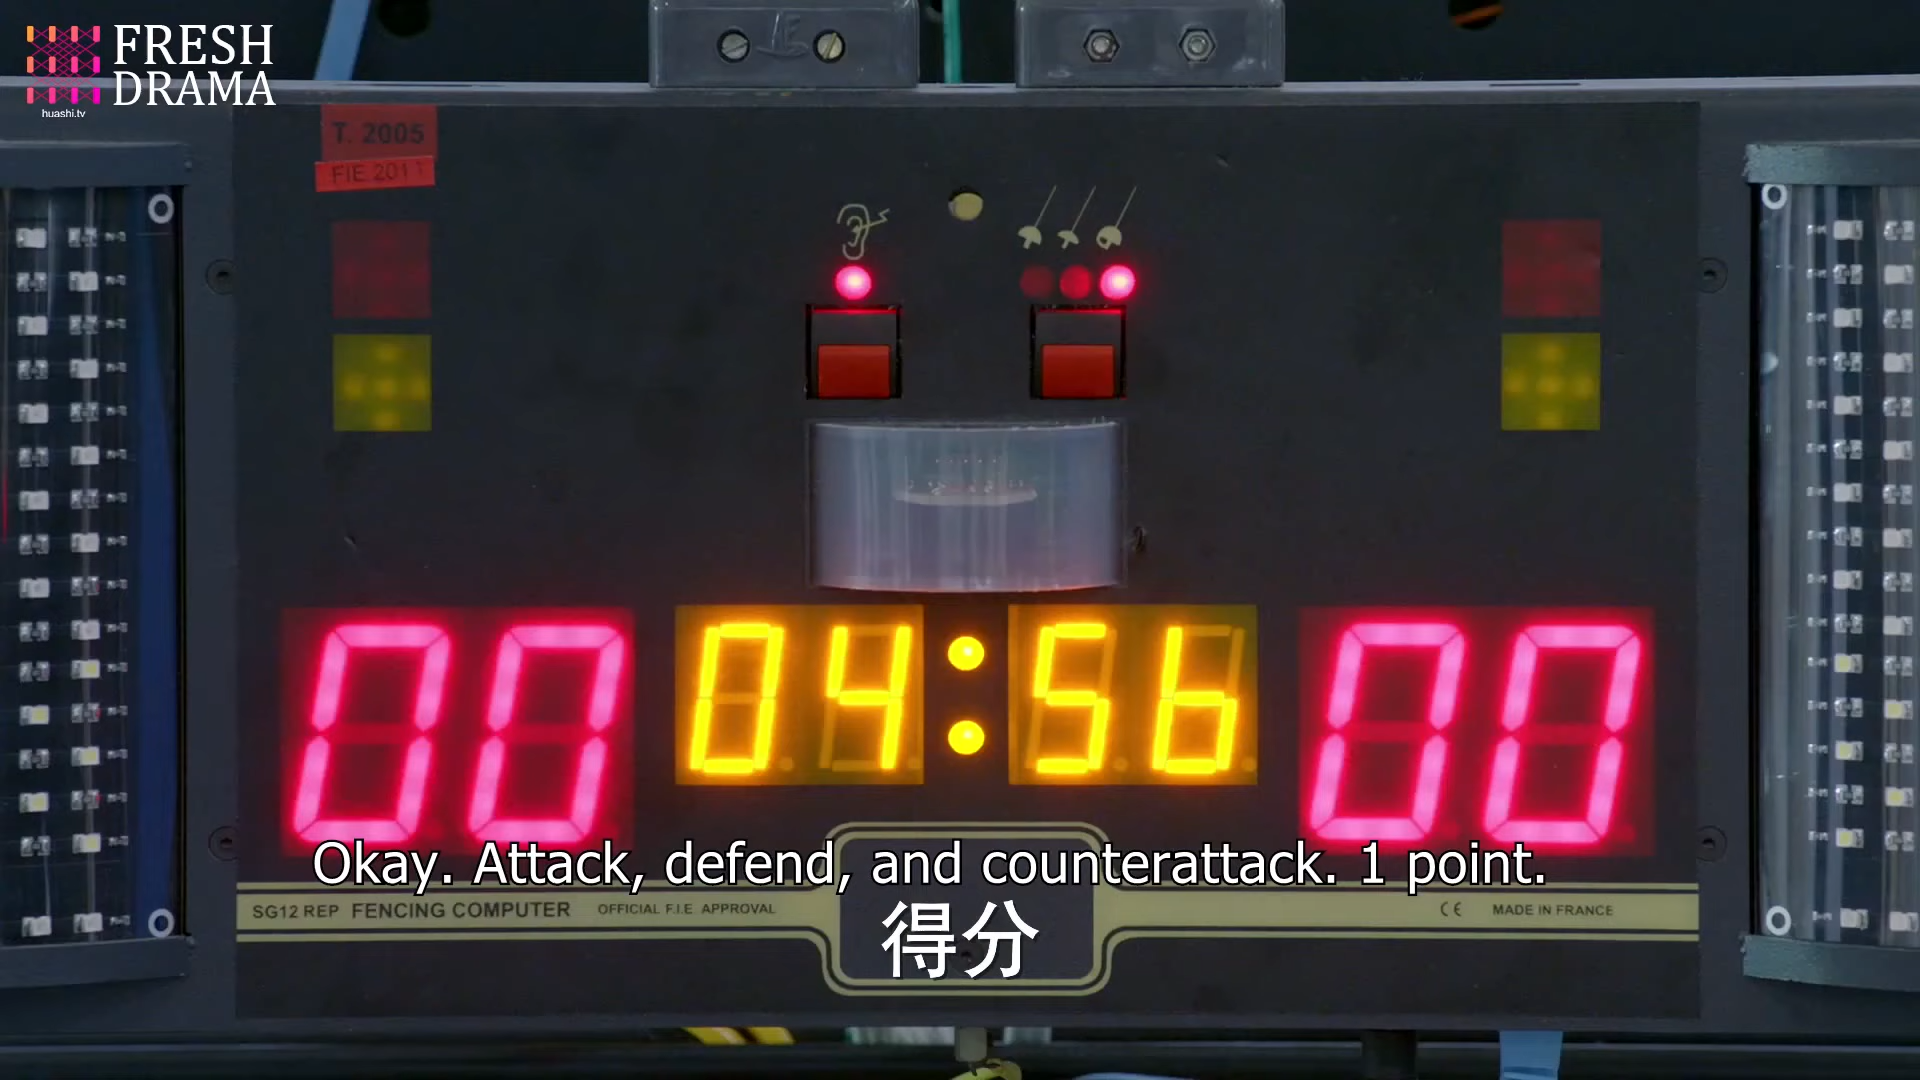 FRESH
DRAMA
huashi.tv
T. 2005
FIE 2011
00 04:56 00
Okay. Attack, defend, and counterattack. 1 point.
SG12 REP FENCING COMPUTER OFFICIAL F.I.E. APPROVAL CE MADE IN FRANCE
得分